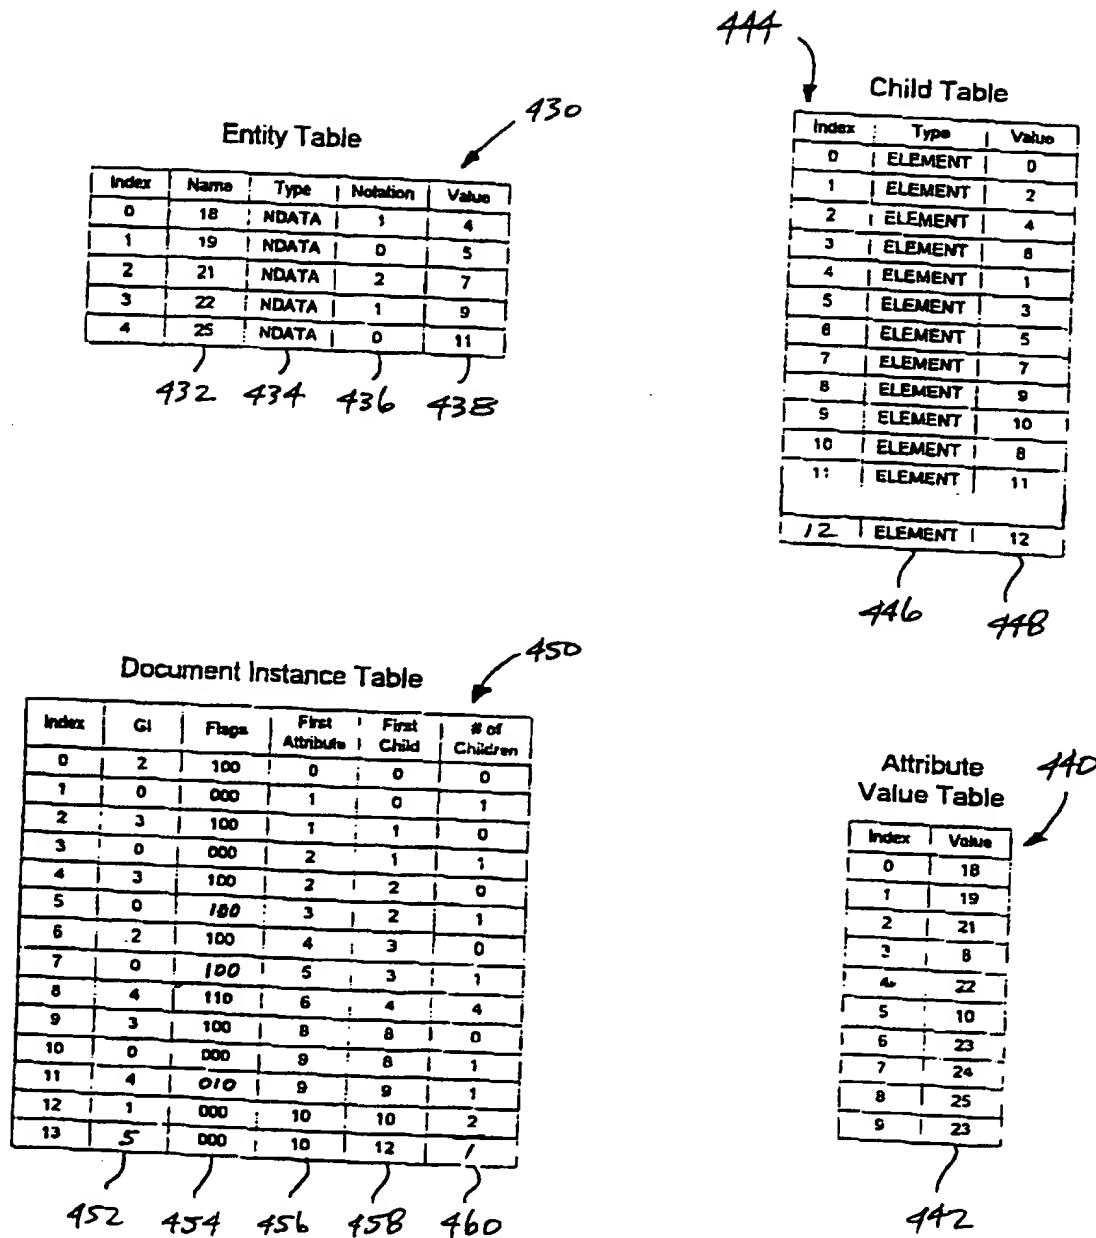 444
Child Table
Index Type Value
0 ELEMENT 0
1 ELEMENT 2
2 ELEMENT 4
3 ELEMENT 6
4 ELEMENT 1
5 ELEMENT 3
6 ELEMENT 5
7 ELEMENT 7
8 ELEMENT 9
9 ELEMENT 10
10 ELEMENT 8
11 ELEMENT 11
12 ELEMENT 12
446 448
430
Entity Table
Index Name Type Notation Value
0 18 NDATA 1 4
1 19 NDATA 0 5
2 21 NDATA 2 7
3 22 NDATA 1 9
4 25 NDATA 0 11
432 434 436 438
450
Document Instance Table
Index GI Flags First Attribute First Child # of Children
0 2 100 0 0 0
1 0 000 1 0 1
2 3 100 1 1 0
3 0 000 2 1 1
4 3 100 2 2 0
5 0 100 3 2 1
6 2 100 4 3 0
7 0 100 5 3 1
8 4 110 6 4 4
9 3 100 8 8 0
10 0 000 9 8 1
11 4 010 9 9 1
12 1 000 10 10 2
13 5 000 10 12 1
452 454 456 458 460
440
Attribute
Value Table
Index Value
0 18
1 19
2 21
3 8
4 22
5 10
6 23
7 24
8 25
9 23
442